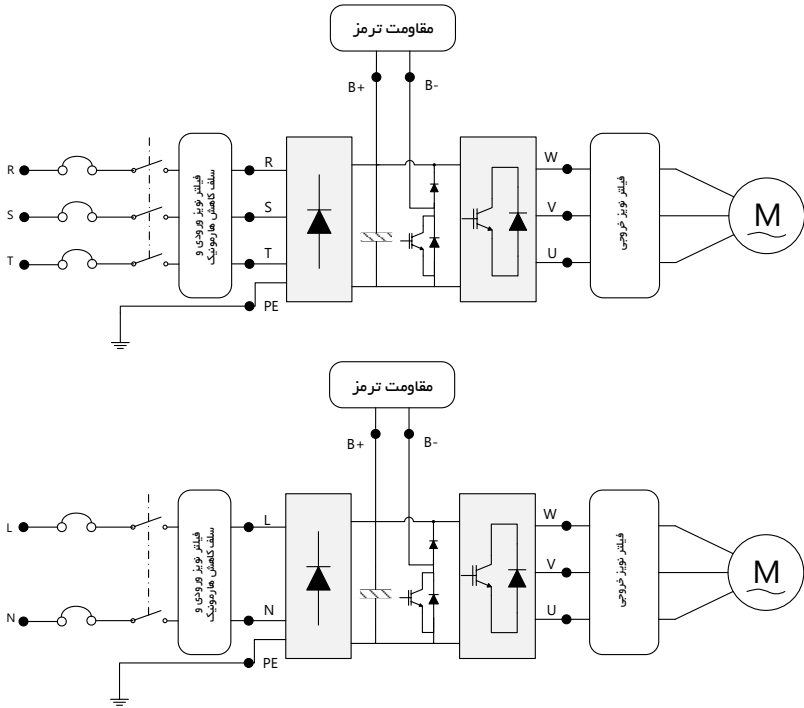 مقاومت ترمز
B+
B-
R
S
T
فیلتر نویز ورودی و
سلف کاهش هارمونیک
R
S
T
PE
W
V
U
فیلتر نویز خروجی
M
مقاومت ترمز
B+
B-
L
N
فیلتر نویز ورودی و
سلف کاهش هارمونیک
L
N
PE
W
V
U
فیلتر نویز خروجی
M